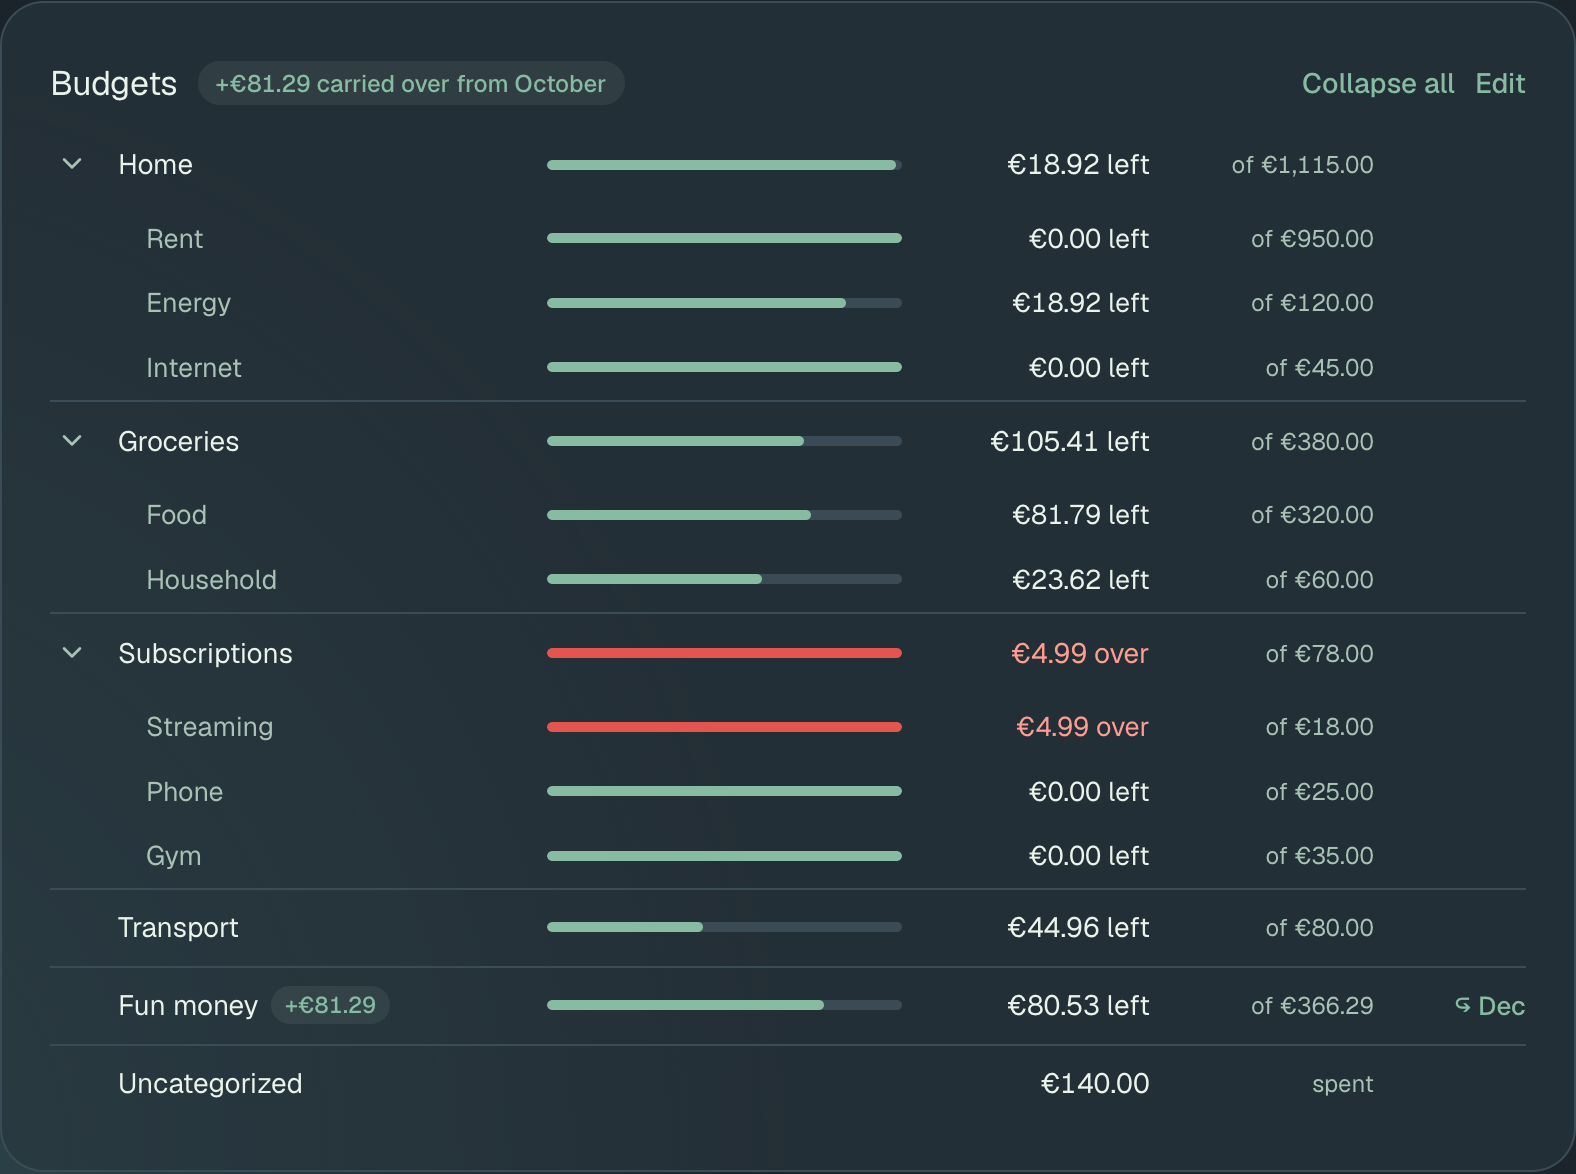 Budgets +€81.29 carried over from October Collapse all Edit
Home €18.92 left of €1,115.00
Rent €0.00 left of €950.00
Energy €18.92 left of €120.00
Internet €0.00 left of €45.00
Groceries €105.41 left of €380.00
Food €81.79 left of €320.00
Household €23.62 left of €60.00
Subscriptions €4.99 over of €78.00
Streaming €4.99 over of €18.00
Phone €0.00 left of €25.00
Gym €0.00 left of €35.00
Transport €44.96 left of €80.00
Fun money +€81.29 €80.53 left of €366.29 Dec
Uncategorized €140.00 spent